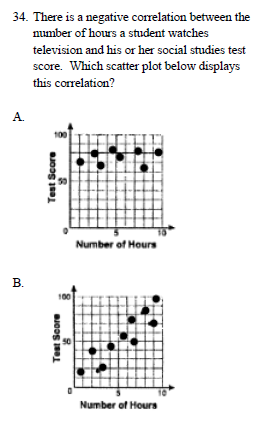 34. There is a negative correlation between the
number of hours a student watches
television and his or her social studies test
score. Which scatter plot below displays
this correlation?
A.
100
Test Score
50
0
5
10
Number of Hours
B.
100
Test Score
50
0
5
10
Number of Hours